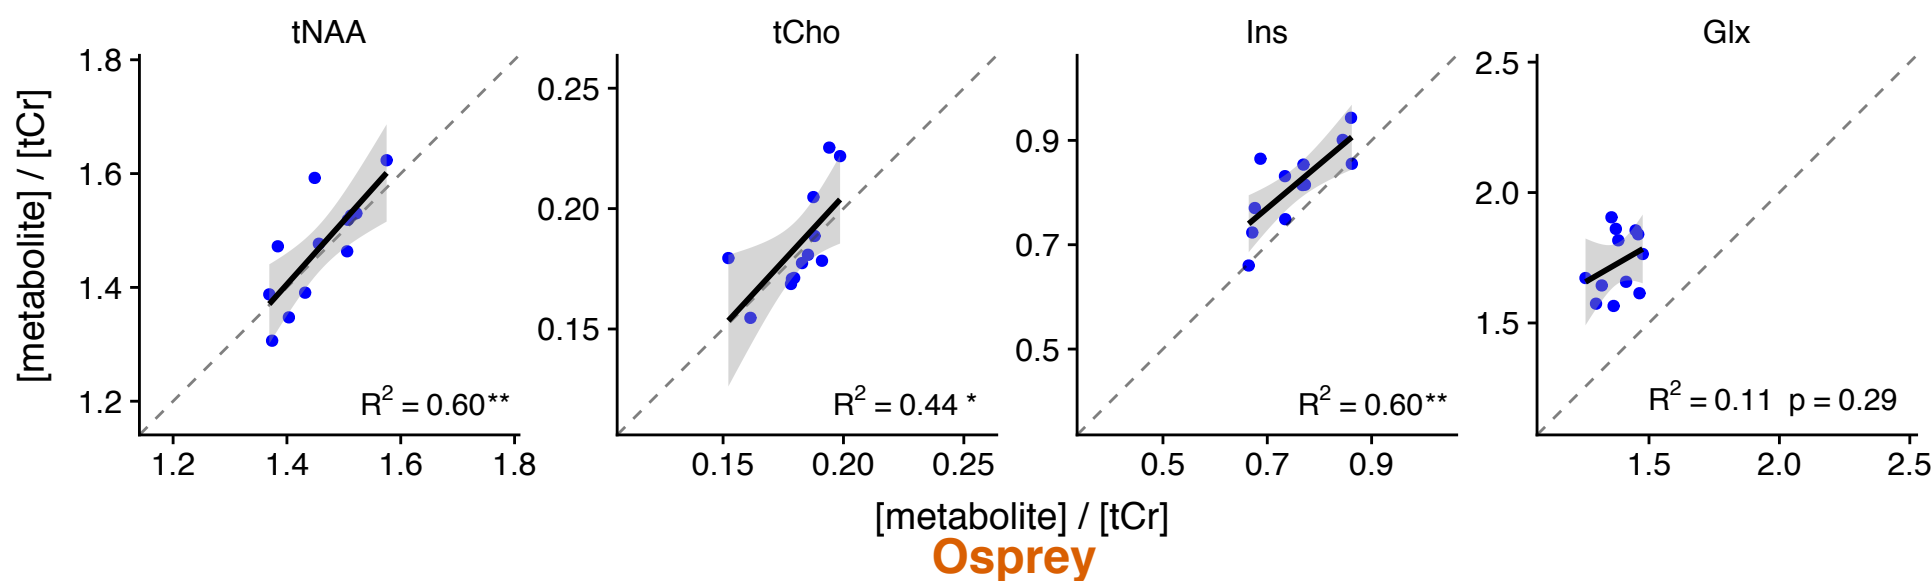 tNAA tCho Ins Glx
[metabolite] / [tCr]
1.8
1.6
1.4
1.2
R² = 0.60**
1.2 1.4 1.6 1.8
0.25
0.20
0.15
R² = 0.44 *
0.15 0.20 0.25
0.9
0.7
0.5
R² = 0.60**
0.5 0.7 0.9
2.5
2.0
1.5
R² = 0.11 p = 0.29
1.5 2.0 2.5
[metabolite] / [tCr]
Osprey